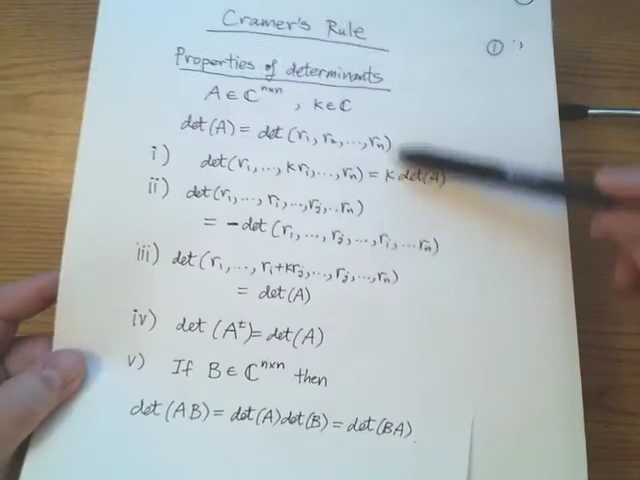 Cramer's Rule
①
Properties of determinants
A ∈ ℂⁿˣⁿ , k ∈ ℂ
det(A) = det(r₁, r₂, ..., rₙ)
i) det(r₁, ..., krᵢ, ..., rₙ) = k det(A)
ii) det(r₁, ..., rᵢ, ..., rⱼ, .. rₙ)
= -det(r₁, ..., rⱼ, ..., rᵢ, ... rₙ)
iii) det(r₁, ..., rᵢ+krⱼ, ..., rⱼ, ..., rₙ)
= det(A)
iv) det(Aᵗ) = det(A)
v) If B ∈ ℂⁿˣⁿ then
det(AB) = det(A)det(B) = det(BA).